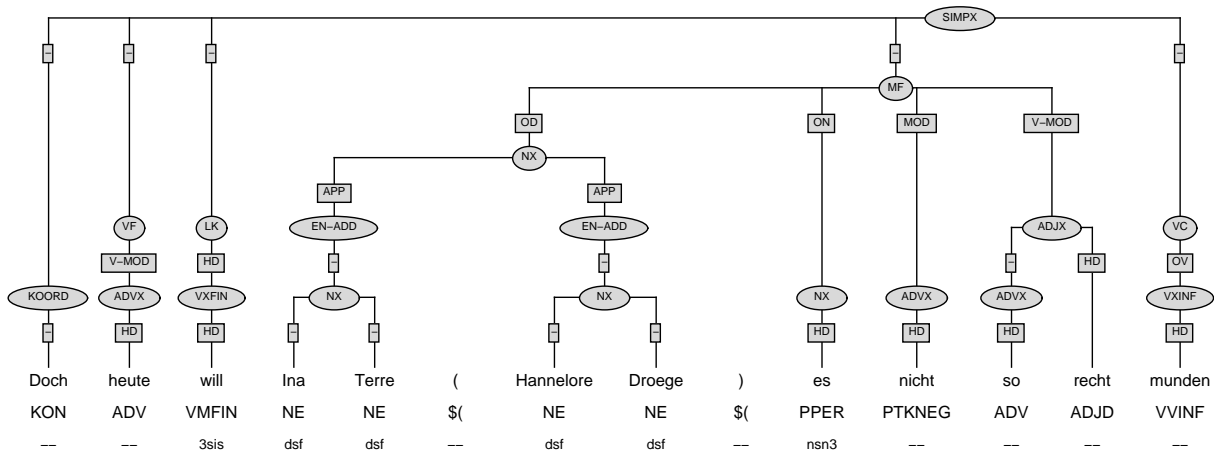 SIMPX
– – – – –
MF
OD ON MOD V–MOD
NX
APP APP
EN–ADD EN–ADD
VF LK ADJX VC
V–MOD HD – – – HD OV
KOORD ADVX VXFIN NX NX NX ADVX ADVX VXINF
– HD HD – – – – HD HD HD HD
Doch heute will Ina Terre ( Hannelore Droege ) es nicht so recht munden
KON ADV VMFIN NE NE $( NE NE $( PPER PTKNEG ADV ADJD VVINF
–– –– 3sis dsf dsf –– dsf dsf –– nsn3 –– –– –– ––